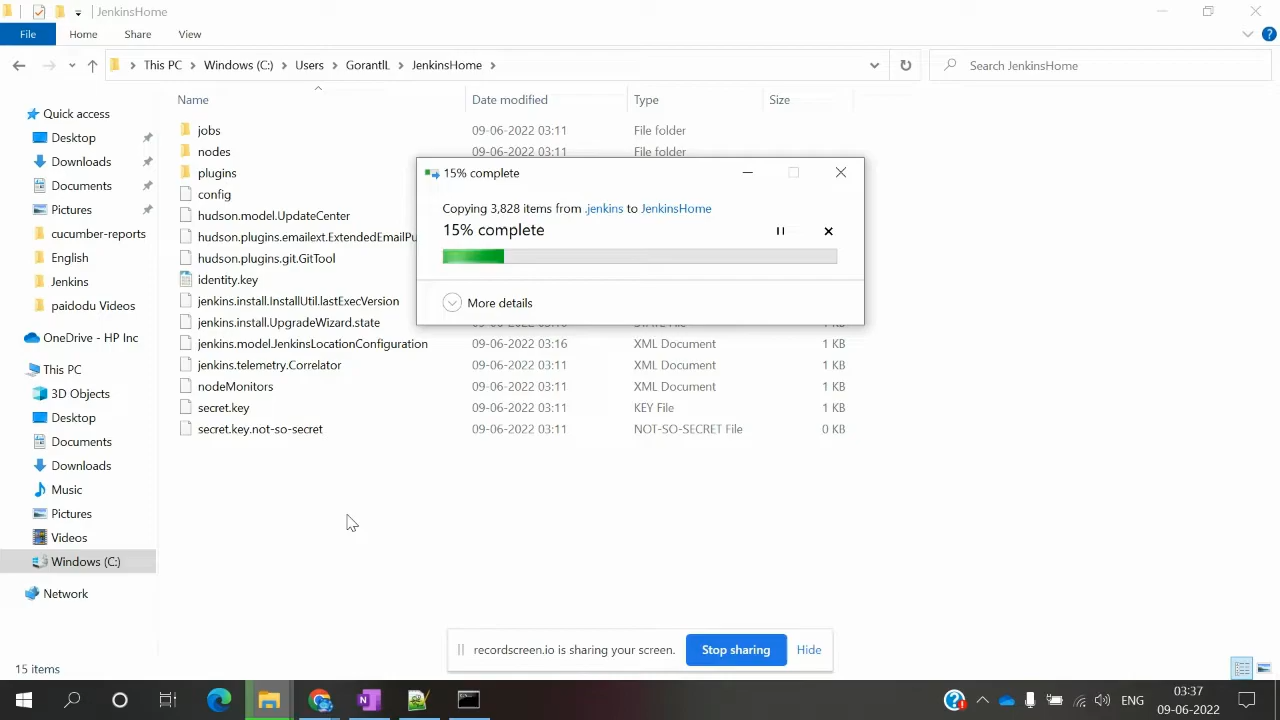 JenkinsHome
File
Home
Share
View
This PC
Windows (C:)
Users
GorantlL
JenkinsHome
Search JenkinsHome
Name
Date modified
Type
Size
Quick access
Desktop
Downloads
Documents
Pictures
cucumber-reports
English
Jenkins
paidodu Videos
OneDrive - HP Inc
This PC
3D Objects
Desktop
Documents
Downloads
Music
Pictures
Videos
Windows (C:)
Network
jobs 09-06-2022 03:11 File folder
nodes 09-06-2022 03:11 File folder
plugins
config
hudson.model.UpdateCenter
hudson.plugins.emailext.ExtendedEmailPu
hudson.plugins.git.GitTool
identity.key
jenkins.install.InstallUtil.lastExecVersion
jenkins.install.UpgradeWizard.state
jenkins.model.JenkinsLocationConfiguration 09-06-2022 03:16 XML Document 1 KB
jenkins.telemetry.Correlator 09-06-2022 03:11 XML Document 1 KB
nodeMonitors 09-06-2022 03:11 XML Document 1 KB
secret.key 09-06-2022 03:11 KEY File 1 KB
secret.key.not-so-secret 09-06-2022 03:11 NOT-SO-SECRET File 0 KB
15% complete
Copying 3,828 items from .jenkins to JenkinsHome
15% complete
More details
recordscreen.io is sharing your screen.
Stop sharing
Hide
15 items
ENG
03:37
09-06-2022